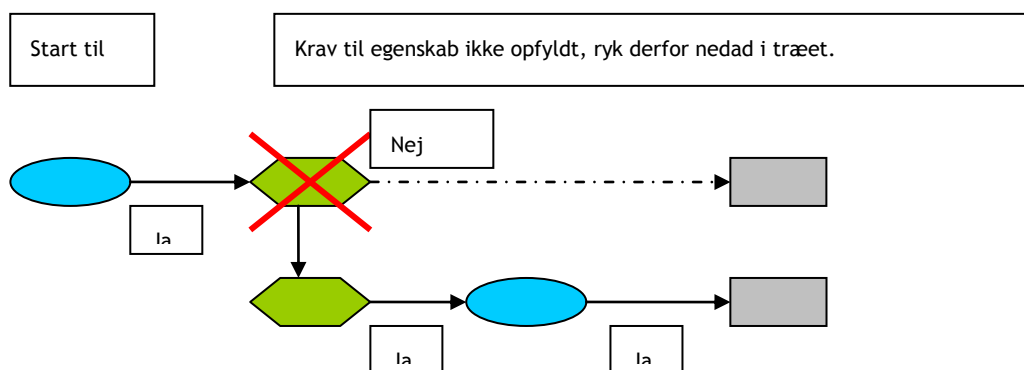 Start til
Krav til egenskab ikke opfyldt, ryk derfor nedad i træet.
Nej
Ja
Ja
Ja